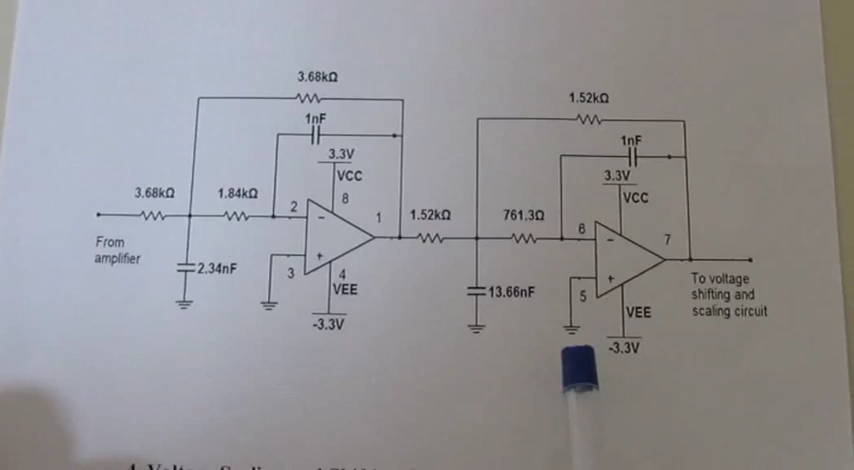 3.68kΩ
1nF
3.3V
VCC
3.68kΩ
1.84kΩ
2
8
1
From
amplifier
2.34nF
3
4
VEE
-3.3V
1.52kΩ
1.52kΩ
1nF
3.3V
VCC
761.3Ω
6
7
13.66nF
5
VEE
-3.3V
To voltage
shifting and
scaling circuit